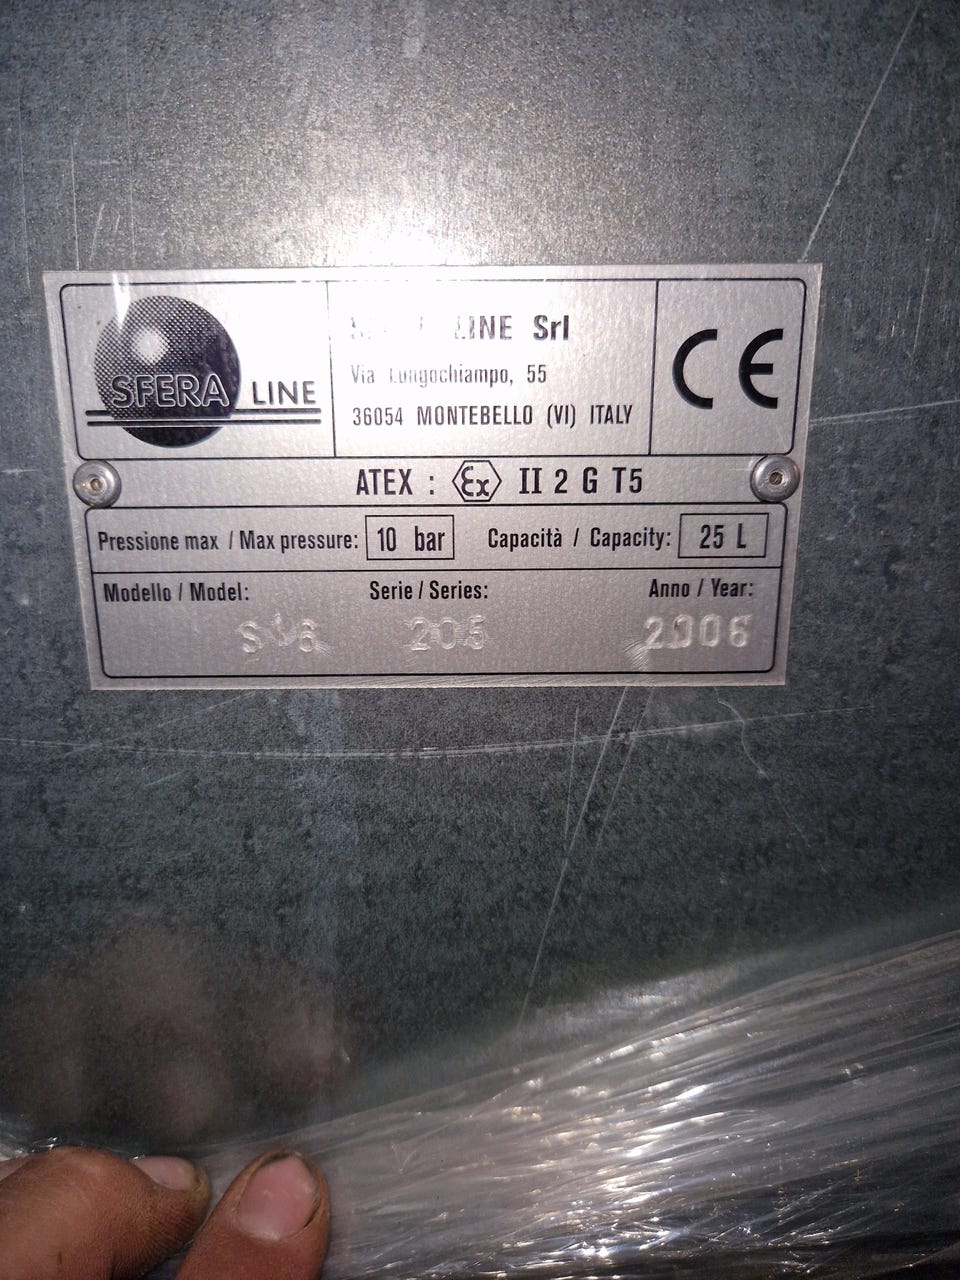 SFERA LINE
LINE Srl
Via Lungochiampo, 55
36054 MONTEBELLO (VI) ITALY
CE
ATEX : Ex II 2 G T5
Pressione max / Max pressure: 10 bar Capacità / Capacity: 25 L
Modello / Model: Serie / Series: Anno / Year:
205 2006